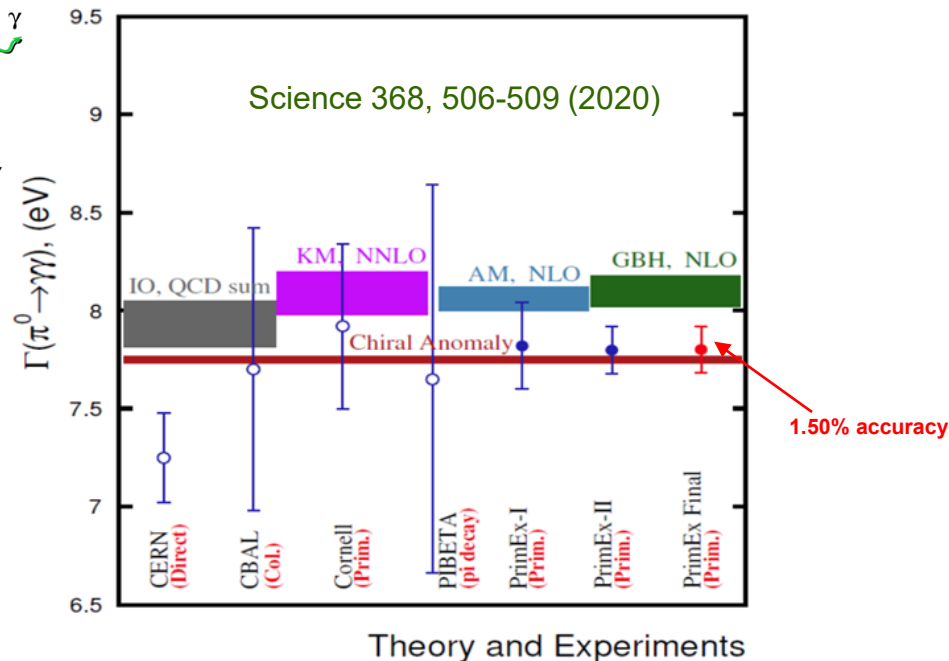 γ
Science 368, 506-509 (2020)
Γ(π⁰→γγ), (eV)
9.5
9
8.5
8
7.5
7
6.5
IO, QCD sum
KM, NNLO
AM, NLO
GBH, NLO
Chiral Anomaly
1.50% accuracy
CERN
(Direct)
CBAL
(Col.)
Cornell
(Prim.)
PIBETA
(pi decay)
PrimEx-I
(Prim.)
PrimEx-II
(Prim.)
PrimEx Final
(Prim.)
Theory and Experiments